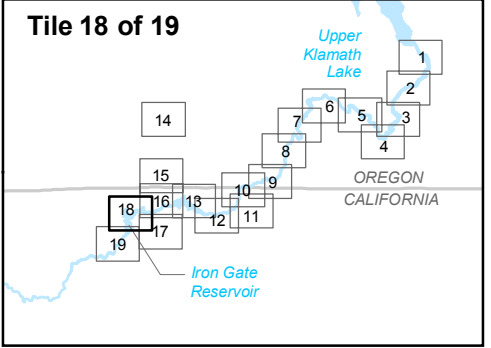 Tile 18 of 19
Upper
Klamath
Lake
1
2
3
4
5
6
7
8
14
15
9
10
OREGON
CALIFORNIA
11
12
13
16
18
17
19
Iron Gate
Reservoir